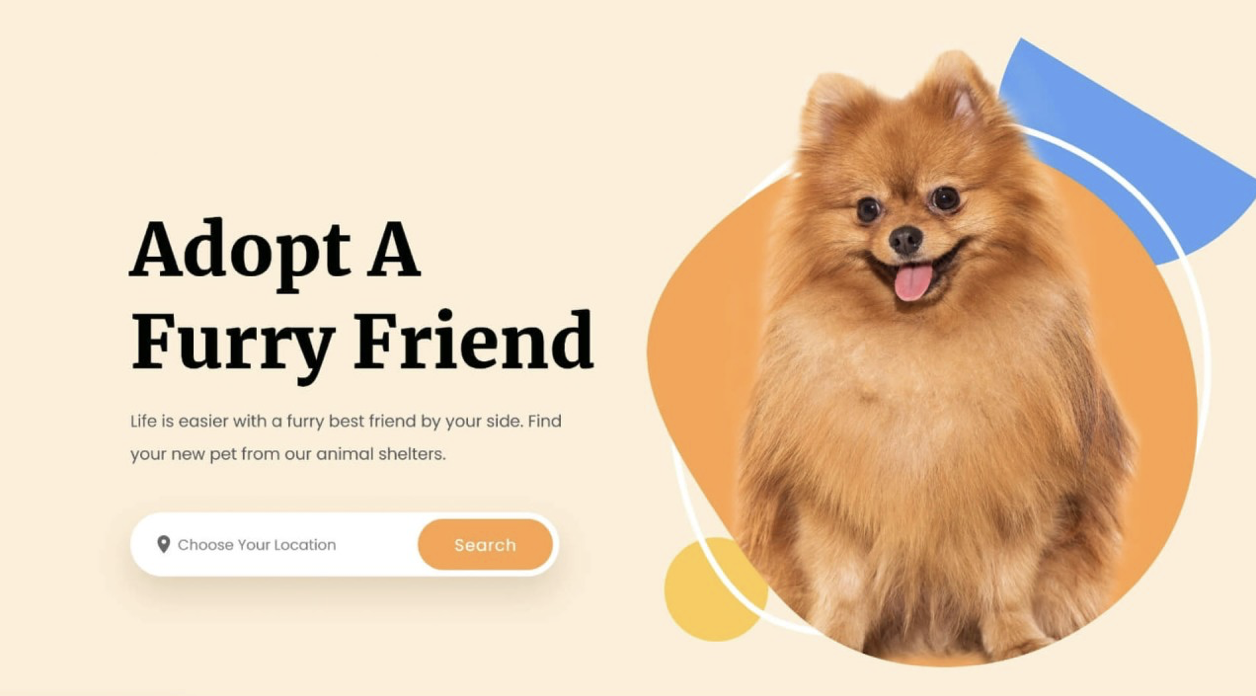 Adopt A
Furry Friend
Life is easier with a furry best friend by your side. Find
your new pet from our animal shelters.
Choose Your Location
Search